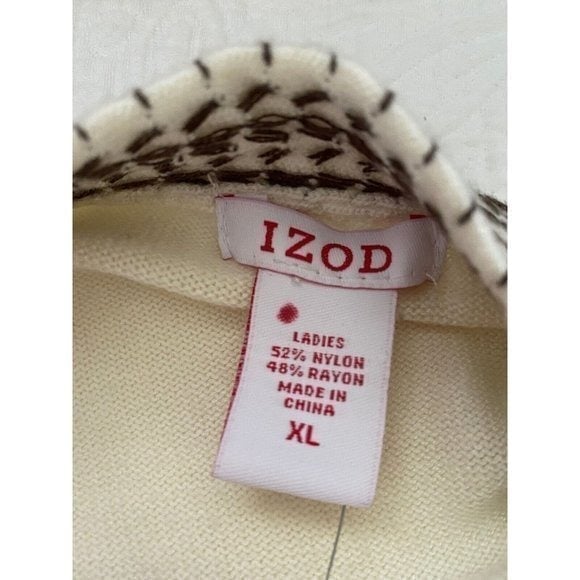 IZOD
LADIES
52% NYLON
48% RAYON
MADE IN
CHINA
XL